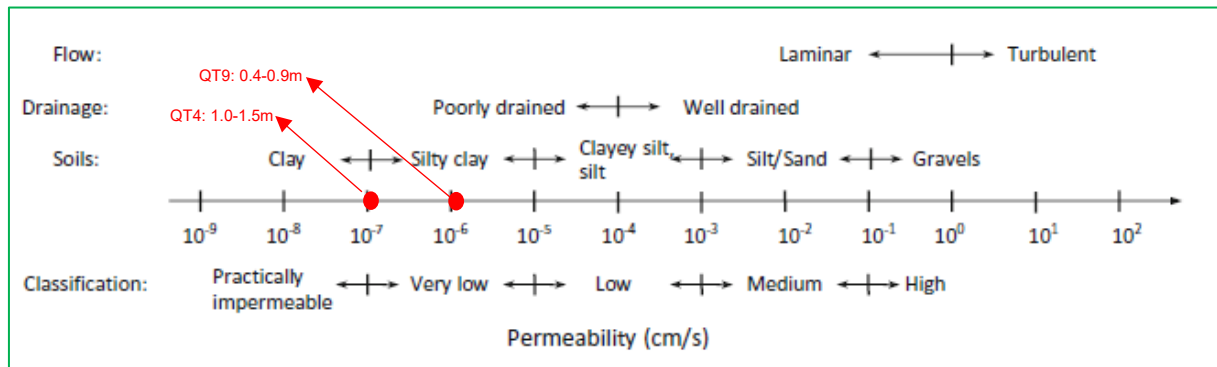 Flow: Laminar Turbulent
QT9: 0.4-0.9m
Drainage: Poorly drained Well drained
QT4: 1.0-1.5m
Soils: Clay Silty clay Clayey silt, silt Silt/Sand Gravels
10⁻⁹ 10⁻⁸ 10⁻⁷ 10⁻⁶ 10⁻⁵ 10⁻⁴ 10⁻³ 10⁻² 10⁻¹ 10⁰ 10¹ 10²
Classification: Practically impermeable Very low Low Medium High
Permeability (cm/s)